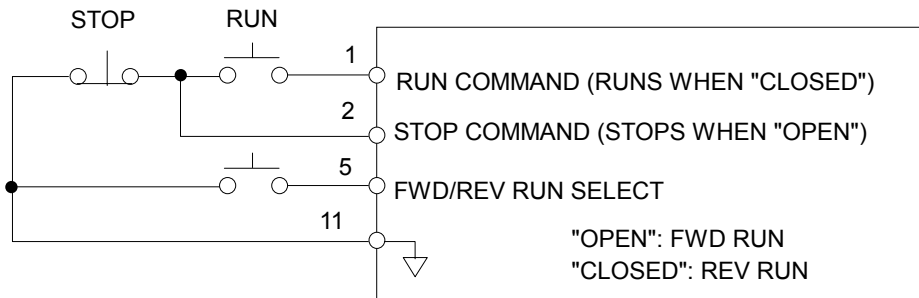 STOP RUN
1 RUN COMMAND (RUNS WHEN "CLOSED")
2 STOP COMMAND (STOPS WHEN "OPEN")
5 FWD/REV RUN SELECT
11
"OPEN": FWD RUN
"CLOSED": REV RUN